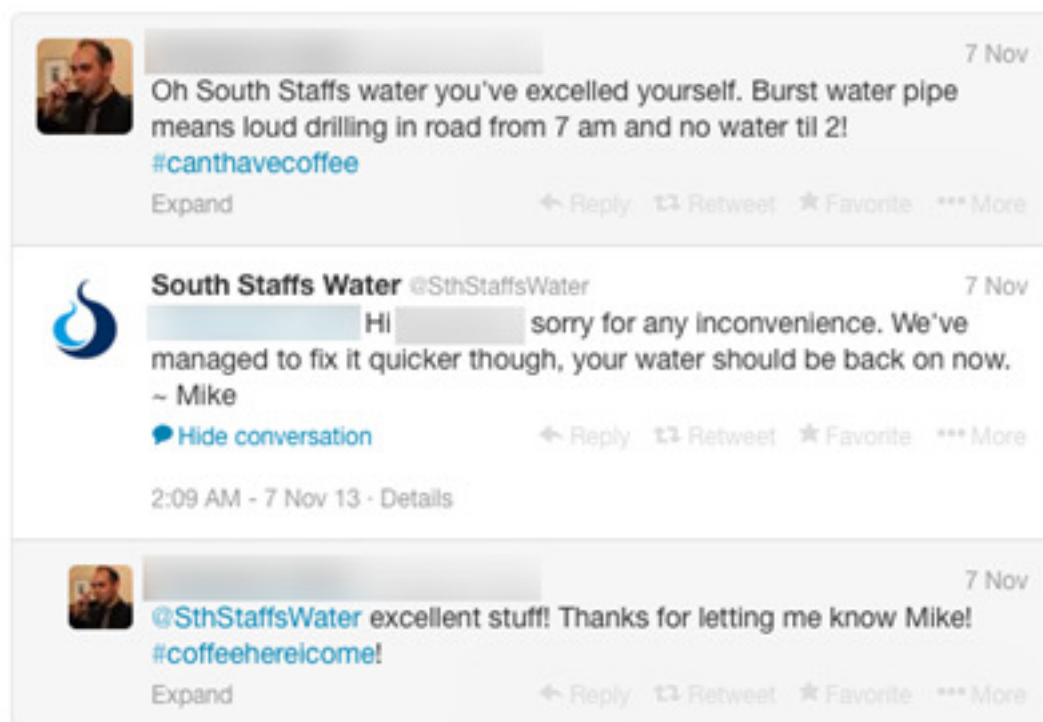 7 Nov
Oh South Staffs water you've excelled yourself. Burst water pipe
means loud drilling in road from 7 am and no water til 2!
#canthavecoffee
Expand Reply Retweet Favorite More
South Staffs Water @SthStaffsWater 7 Nov
Hi sorry for any inconvenience. We've
managed to fix it quicker though, your water should be back on now.
~ Mike
Hide conversation Reply Retweet Favorite More
2:09 AM - 7 Nov 13 · Details
7 Nov
@SthStaffsWater excellent stuff! Thanks for letting me know Mike!
#coffeehereicome!
Expand Reply Retweet Favorite More